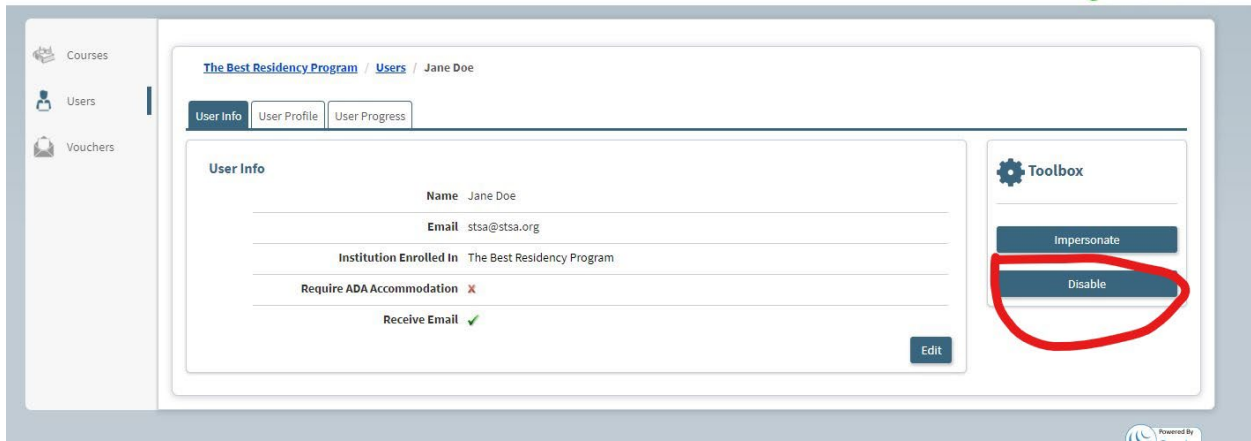 Courses
Users
Vouchers
The Best Residency Program / Users / Jane Doe
User Info User Profile User Progress
User Info
Name Jane Doe
Email stsa@stsa.org
Institution Enrolled In The Best Residency Program
Require ADA Accommodation
Receive Email
Edit
Toolbox
Impersonate
Disable
Powered By